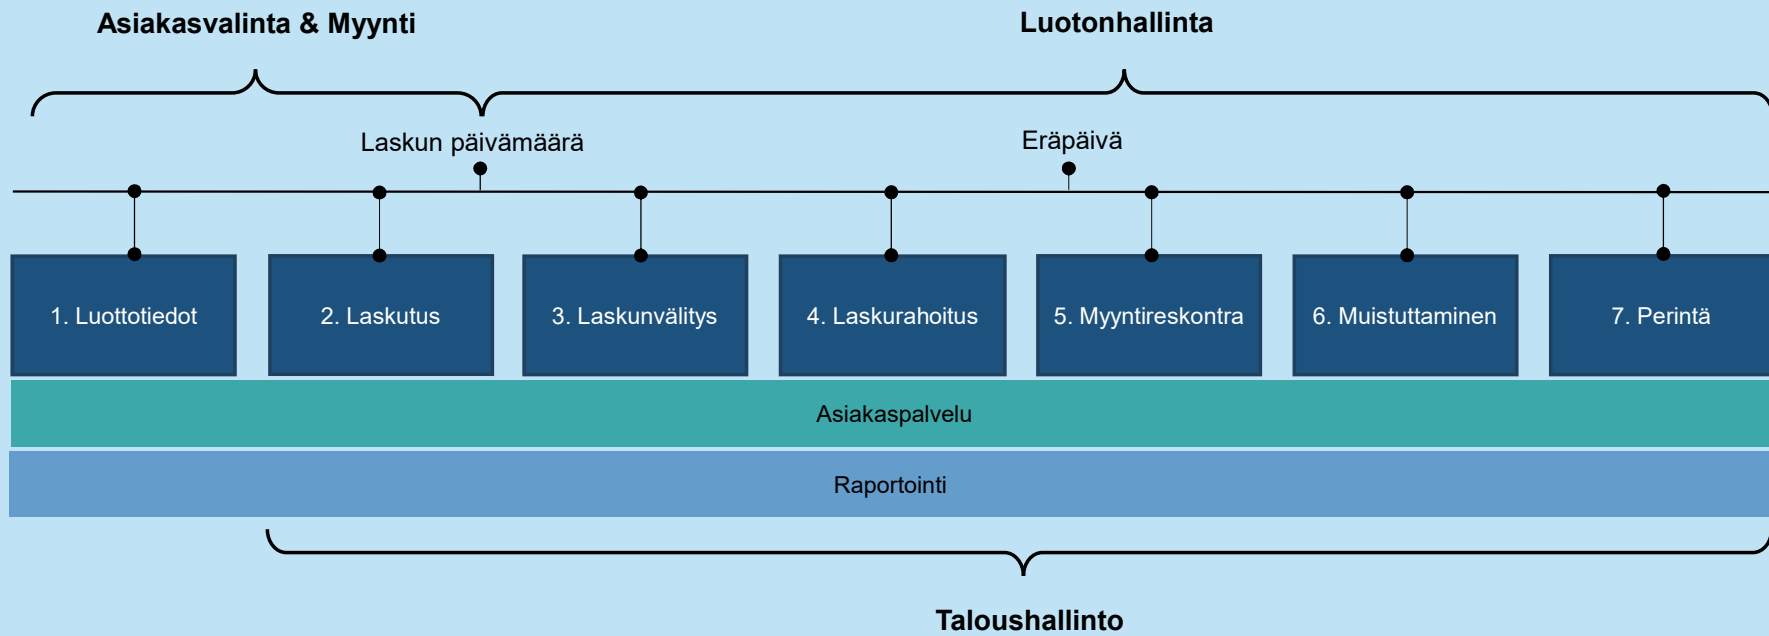 Asiakasvalinta & Myynti
Luotonhallinta
Laskun päivämäärä
Eräpäivä
1. Luottotiedot
2. Laskutus
3. Laskunvälitys
4. Laskurahoitus
5. Myyntireskontra
6. Muistuttaminen
7. Perintä
Asiakaspalvelu
Raportointi
Taloushallinto